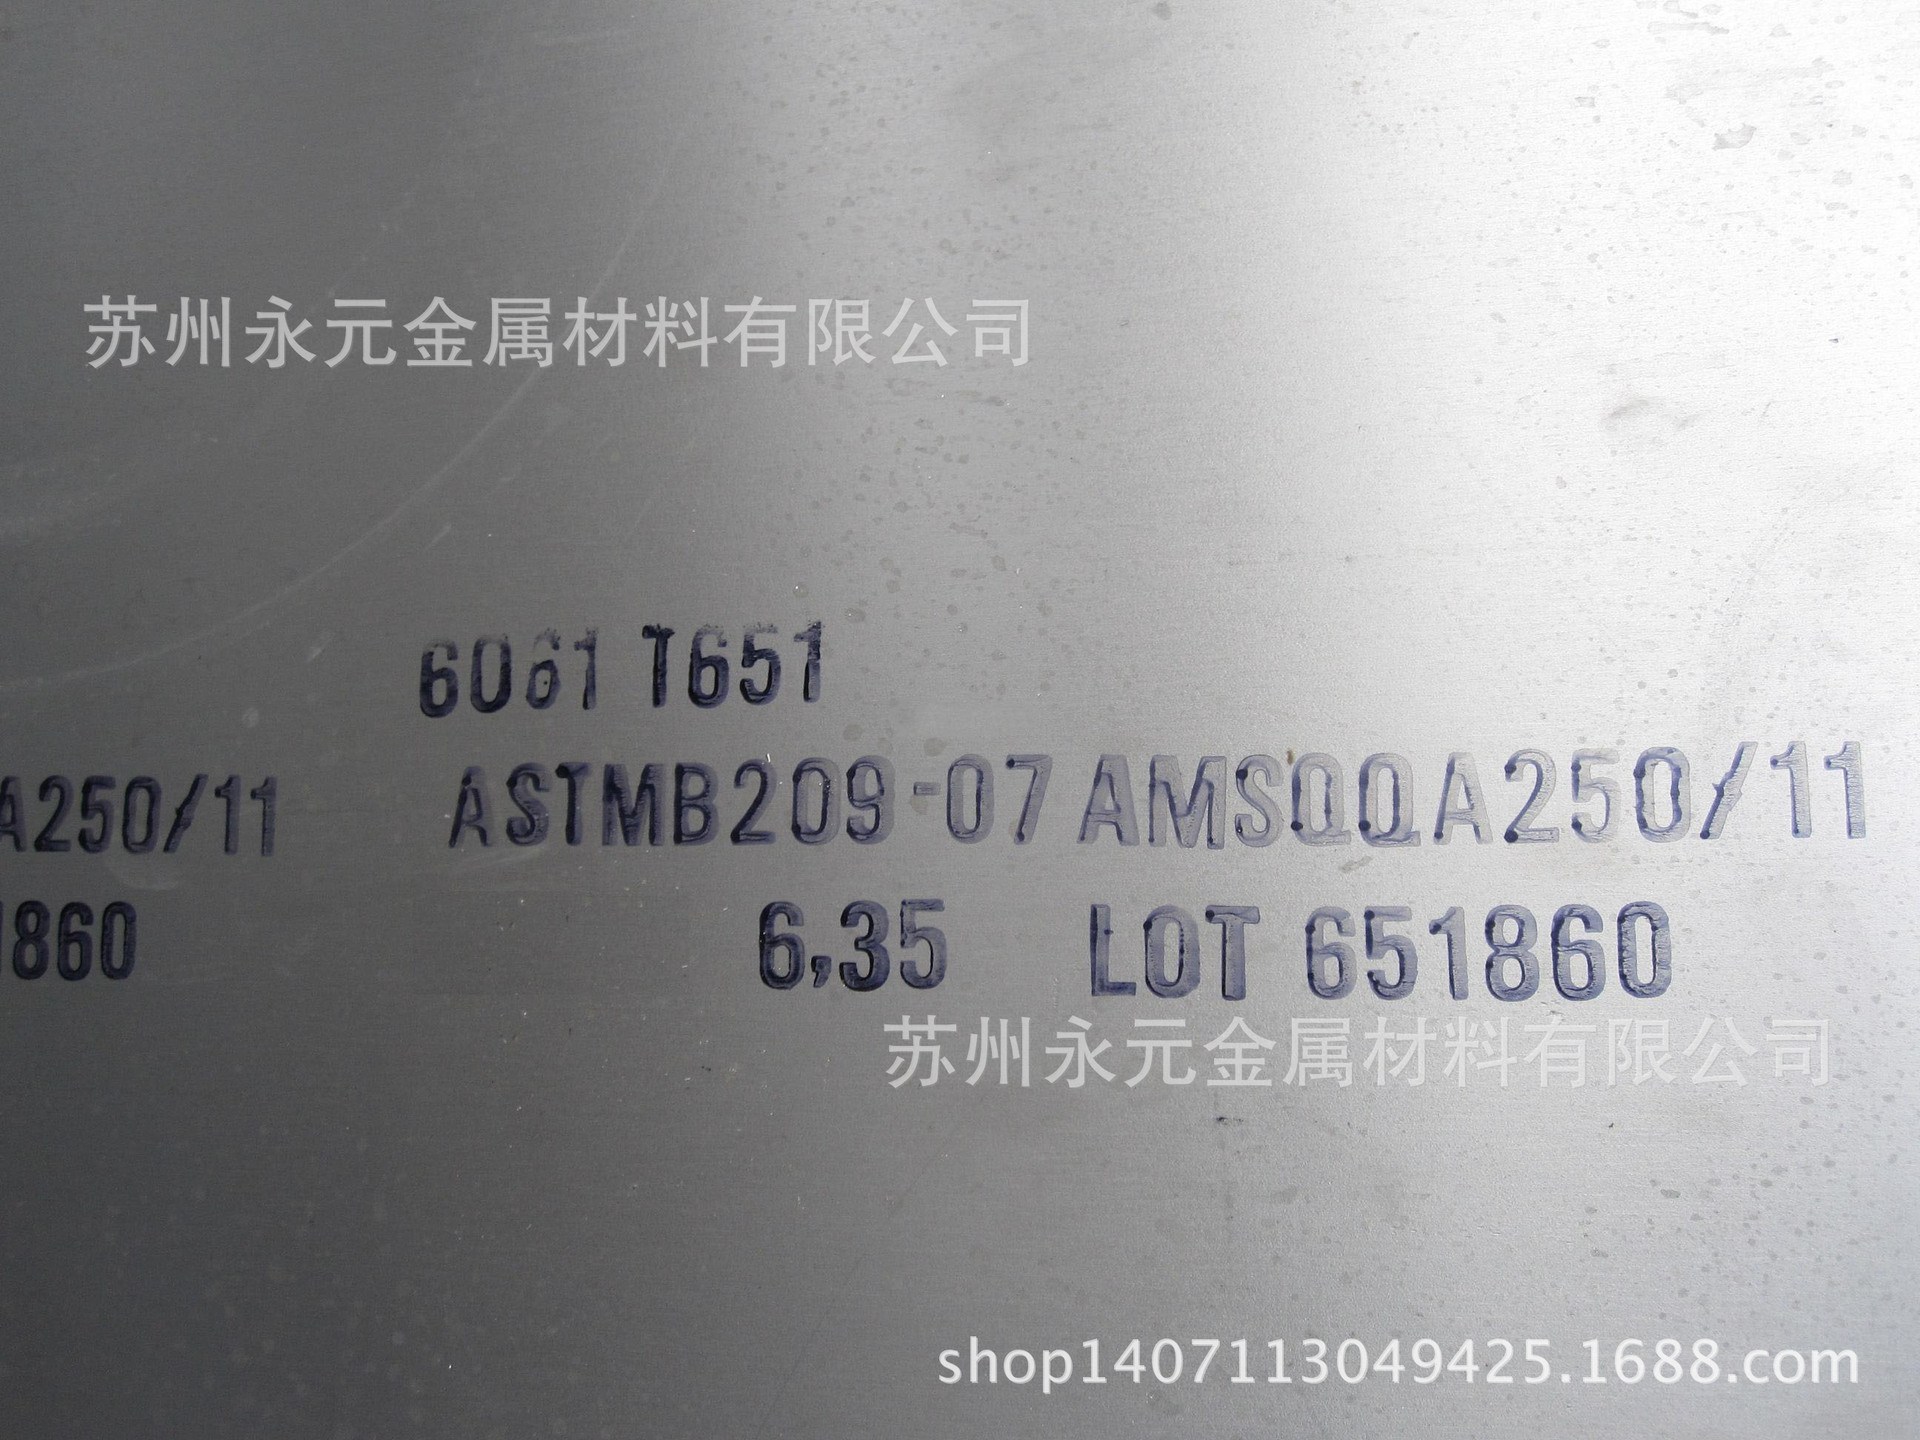 苏州永元金属材料有限公司
6061 T651
A250/11 ASTMB209-07 AMSQQA250/11
1860 6,35 LOT 651860
苏州永元金属材料有限公司
shop1407113049425.1688.com